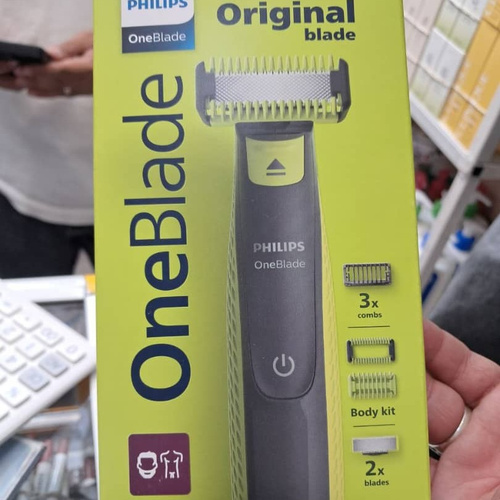 PHILIPS
OneBlade
Original
blade
OneBlade
PHILIPS
OneBlade
3x
combs
Body kit
2x
blades